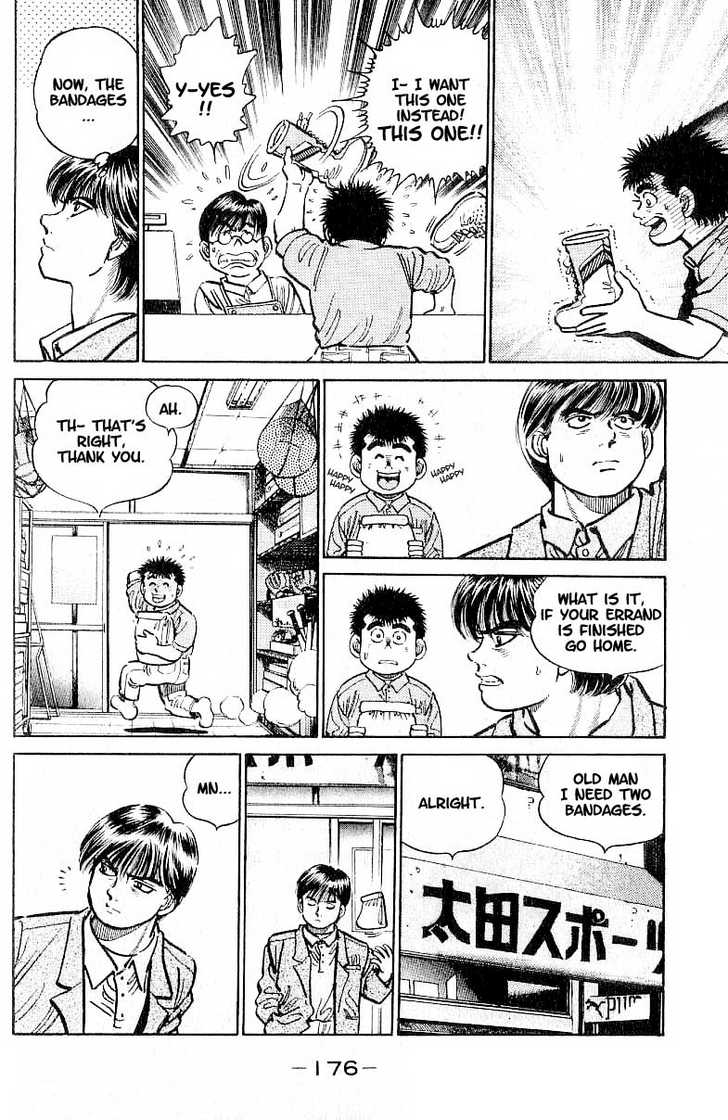 I- I WANT
THIS ONE
INSTEAD!
THIS ONE!!
Y-YES
!!
NOW, THE
BANDAGES
...
HAPPY
HAPPY
HAPPY
HAPPY
AH.
TH- THAT'S
RIGHT,
THANK YOU.
WHAT IS IT,
IF YOUR ERRAND
IS FINISHED
GO HOME.
OLD MAN
I NEED TWO
BANDAGES.
ALRIGHT.
太田スポーツ
MN...
-176-